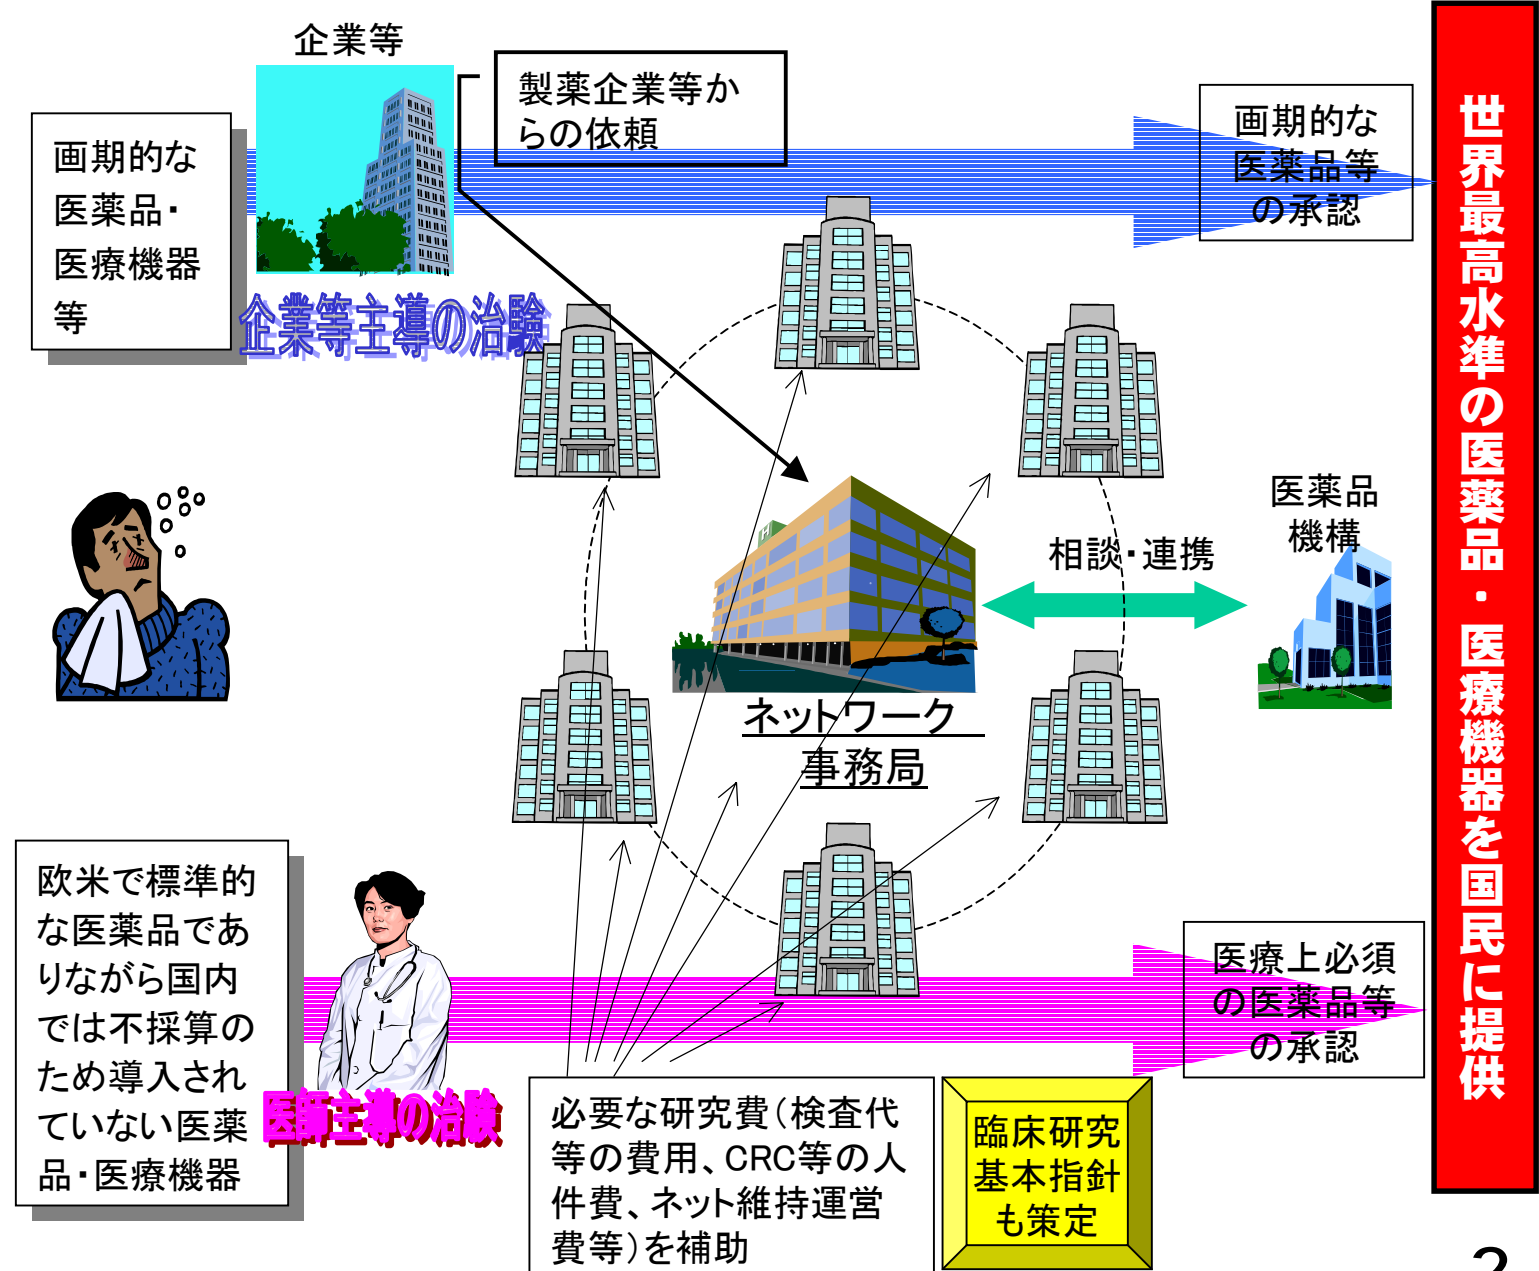 企業等
製薬企業等か
らの依頼
画期的な
医薬品・
医療機器
等
画期的な
医薬品等
の承認
企業等主導の治験
世界最高水準の医薬品・医療機器を国民に提供
医薬品
機構
相談・連携
H
ネットワーク
事務局
欧米で標準的
な医薬品であ
りながら国内
では不採算の
ため導入され
ていない医薬
品・医療機器
医師主導の治験
医療上必須
の医薬品等
の承認
必要な研究費（検査代
等の費用、CRC等の人
件費、ネット維持運営
費等）を補助
臨床研究
基本指針
も策定
2